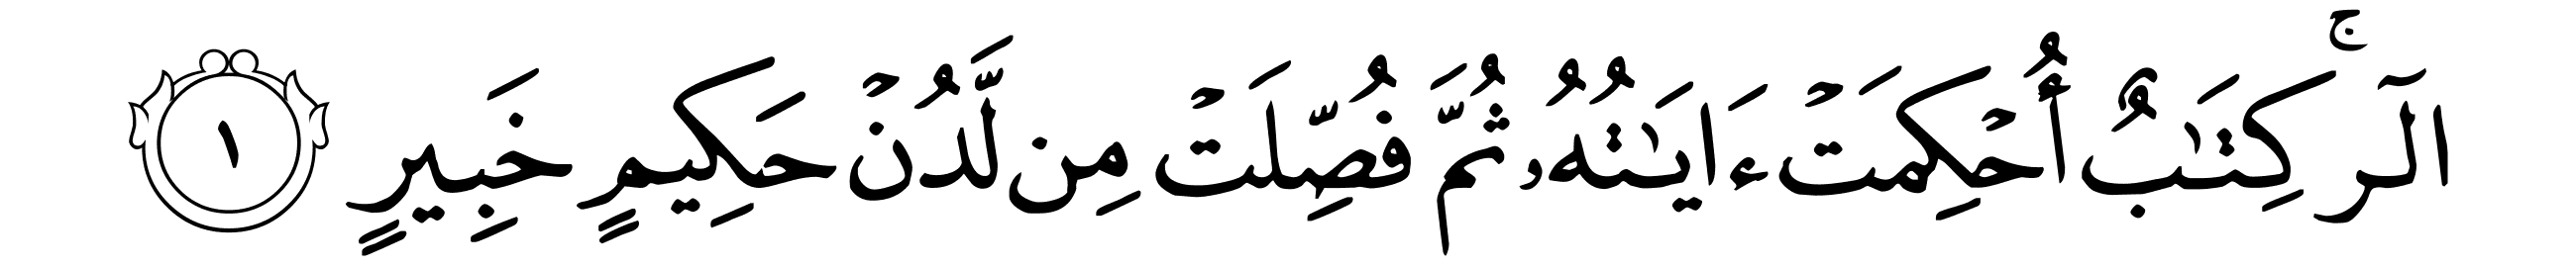 الٓرۚ كِتَٰبٌ أُحۡكِمَتۡ ءَايَٰتُهُۥ ثُمَّ فُصِّلَتۡ مِن لَّدُنۡ حَكِيمٍ خَبِيرٍ ١